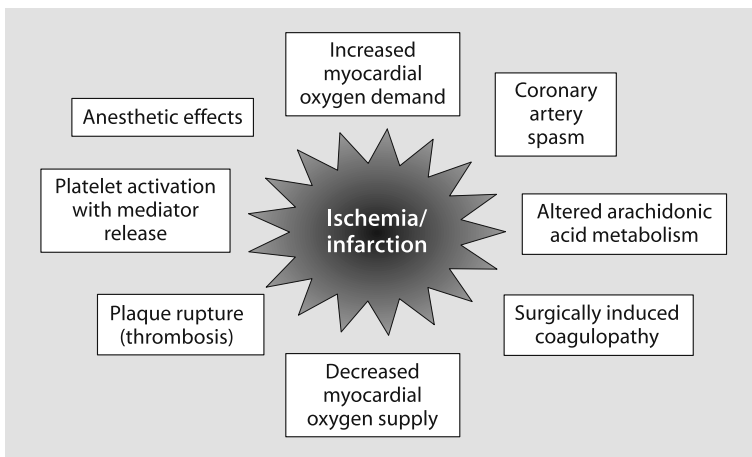 Increased
myocardial
oxygen demand
Coronary
artery
spasm
Altered arachidonic
acid metabolism
Surgically induced
coagulopathy
Decreased
myocardial
oxygen supply
Plaque rupture
(thrombosis)
Platelet activation
with mediator
release
Anesthetic effects
Ischemia/
infarction